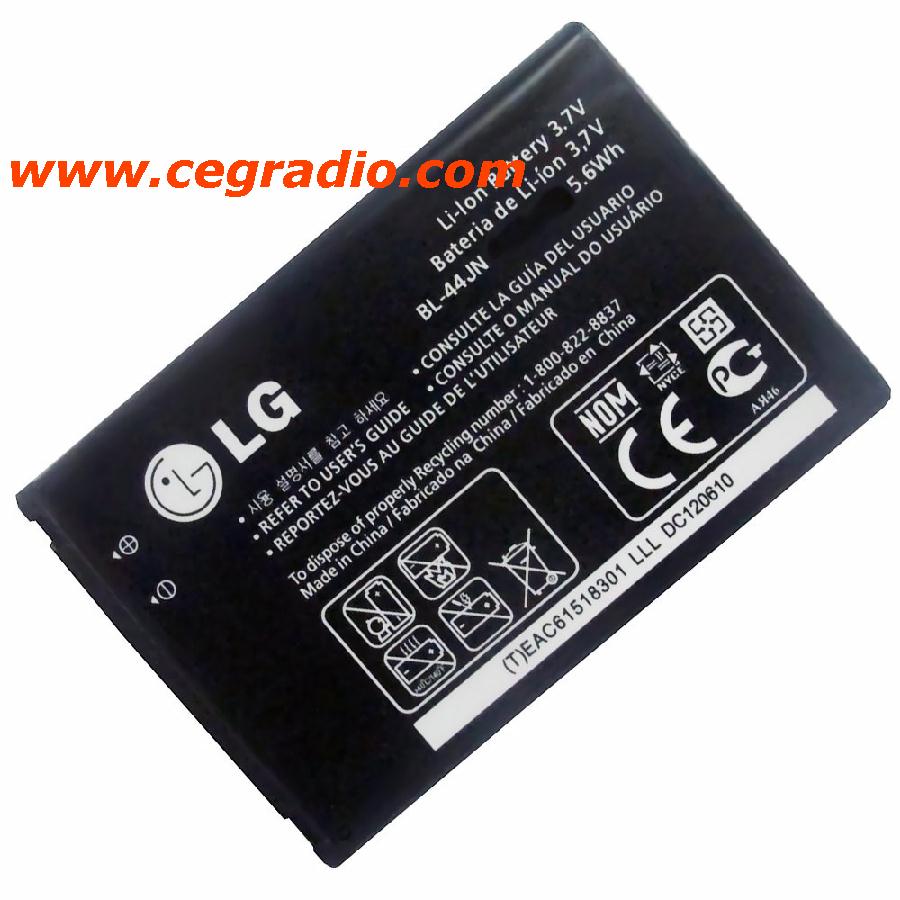 www.cegradio.com
Li-Ion Battery 3.7V
Bateria de Li-ion 3,7V
5.6Wh
BL-44JN
LG
사용 설명서를 참고 하세요
• CONSULTE LA GUÍA DEL USUARIO
• REFER TO USER'S GUIDE
• CONSULTE O MANUAL DO USUÁRIO
• REPORTEZ-VOUS AU GUIDE DE L'UTILISATEUR
To dispose of properly Recycling number : 1-800-822-8837
Made in China / Fabricado na China / Fabricado en China
NOM
NYCE
CE
PCT
AЯ46
(T)EAC61518301 LLL DC120610